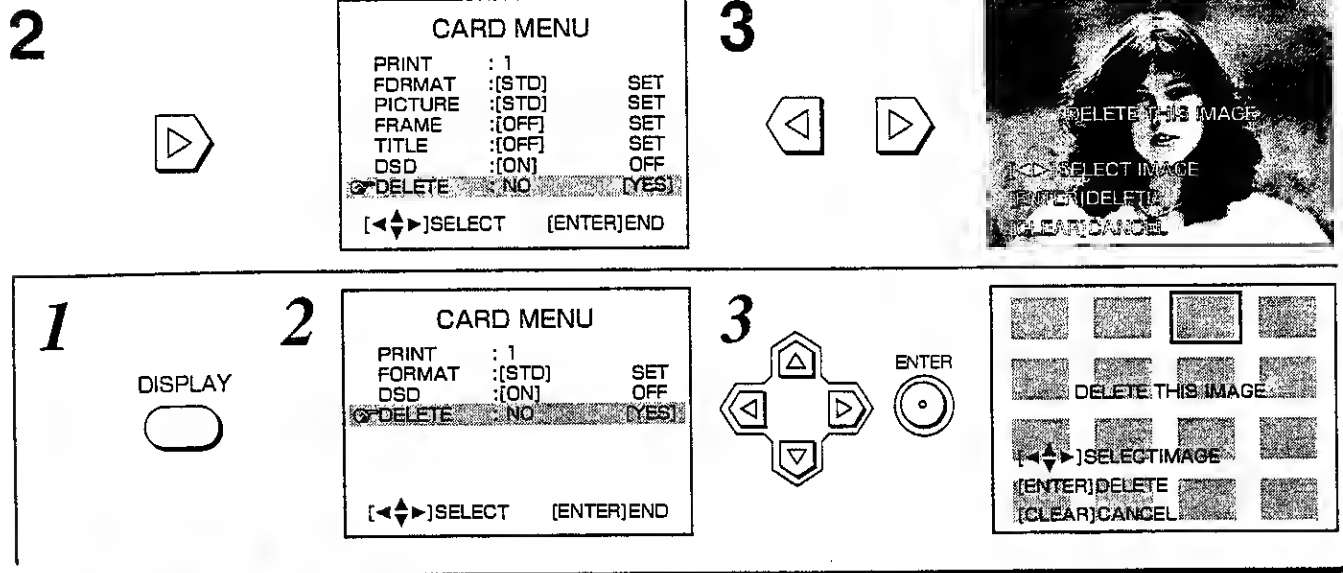 2
CARD MENU
PRINT : 1
FORMAT :[STD] SET
PICTURE :[STD] SET
FRAME :[OFF] SET
TITLE :[OFF] SET
DSD :[ON] OFF
DELETE : NO [YES]
[◄▲▼►]SELECT [ENTER]END
3
DELETE THIS IMAGE
[◄►]SELECT IMAGE
[ENTER]DELETE
[CLEAR]CANCEL
1
DISPLAY
2
CARD MENU
PRINT : 1
FORMAT :[STD] SET
DSD :[ON] OFF
DELETE : NO [YES]
[◄▲▼►]SELECT [ENTER]END
3
ENTER
DELETE THIS IMAGE
[◄▲▼►]SELECTIMAGE
[ENTER]DELETE
[CLEAR]CANCEL